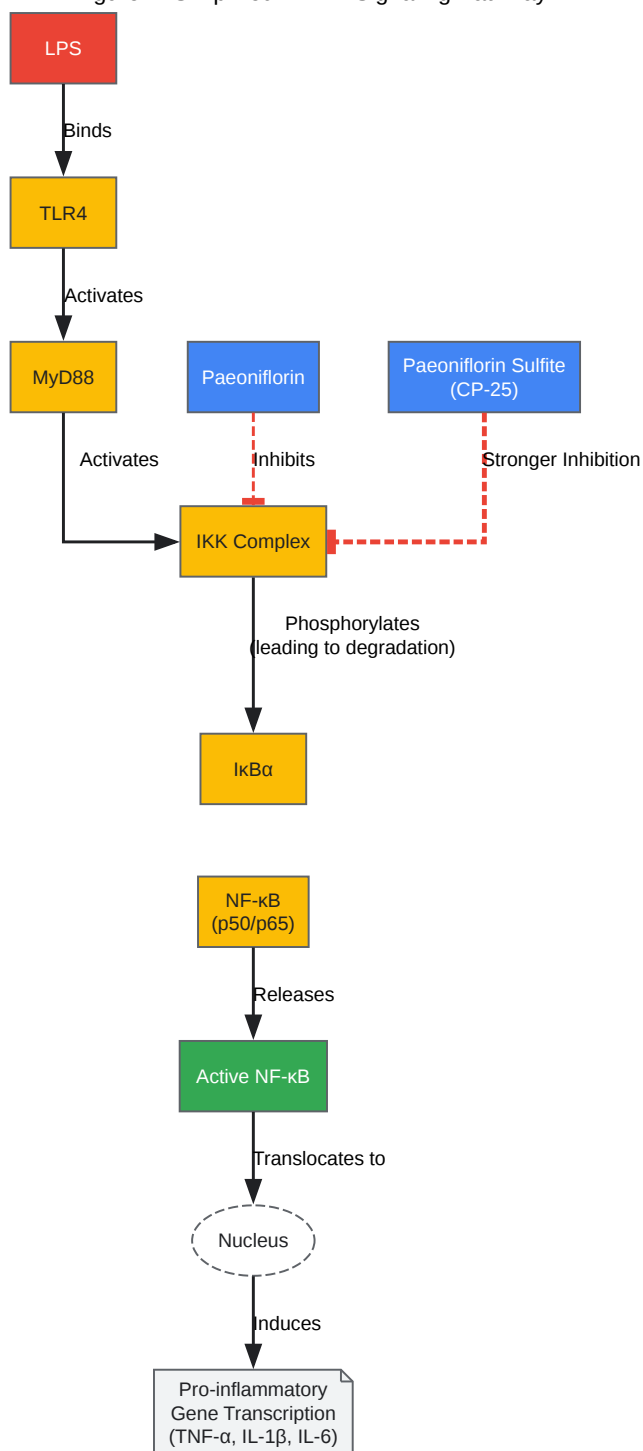 LPS
Binds
TLR4
Activates
MyD88
Paeoniflorin
Paeoniflorin Sulfite
(CP-25)
Activates
Inhibits
Stronger Inhibition
IKK Complex
Phosphorylates
(leading to degradation)
IκBα
NF-κB
(p50/p65)
Releases
Active NF-κB
Translocates to
Nucleus
Induces
Pro-inflammatory
Gene Transcription
(TNF-α, IL-1β, IL-6)